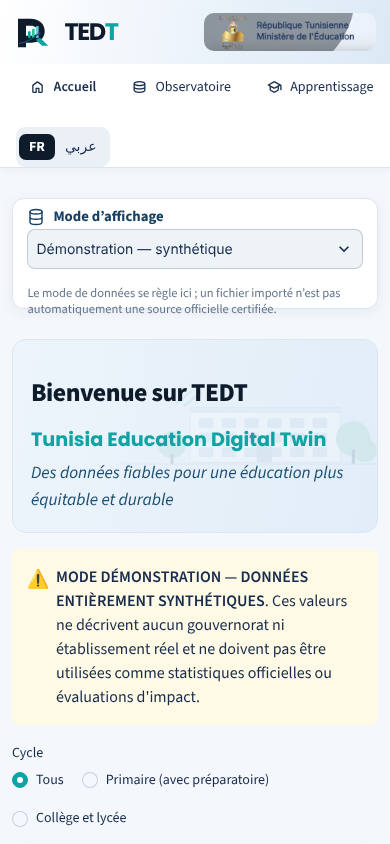 TEDT
République Tunisienne
Ministère de l'Éducation
Accueil
Observatoire
Apprentissage
FR
عربي
Mode d’affichage
Démonstration — synthétique
Le mode de données se règle ici ; un fichier importé n’est pas
automatiquement une source officielle certifiée.
Bienvenue sur TEDT
Tunisia Education Digital Twin
Des données fiables pour une éducation plus
équitable et durable
⚠️ MODE DÉMONSTRATION — DONNÉES
ENTIÈREMENT SYNTHÉTIQUES. Ces valeurs
ne décrivent aucun gouvernorat ni
établissement réel et ne doivent pas être
utilisées comme statistiques officielles ou
évaluations d'impact.
Cycle
Tous
Primaire (avec préparatoire)
Collège et lycée